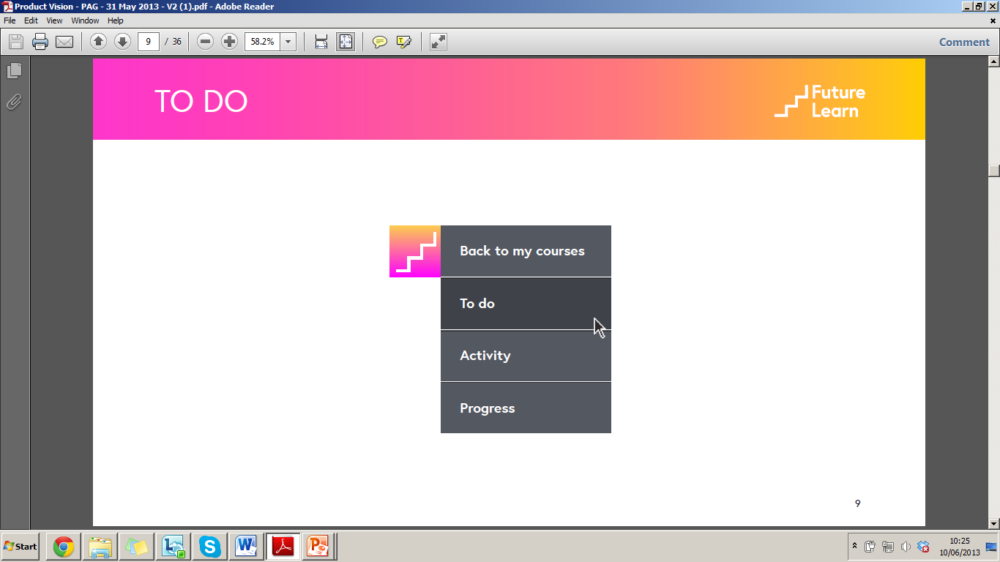 Product Vision - PAG - 31 May 2013 - V2 (1).pdf - Adobe Reader
File Edit View Window Help
9 / 36 58.2% Comment
TO DO
Future
Learn
Back to my courses
To do
Activity
Progress
9
Start
10:25
10/06/2013